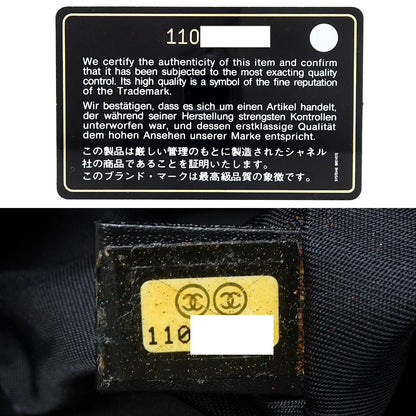 110
We certify the authenticity of this item and confirm
that it has been subjected to the most exacting quality
control. Its high quality is a symbol of the fine reputation
of the Trademark.
Wir bestätigen, dass es sich um einen Artikel handelt,
der während seiner Herstellung strengsten Kontrollen
unterworfen war, und dessen erstklassige Qualität
dem hohen Ansehen unserer Marke entspricht.
この製品は厳しい管理のもとに製造されたシャネル
社の商品であることを証明いたします。
このブランド・マークは最高級品質の象徴です。
110